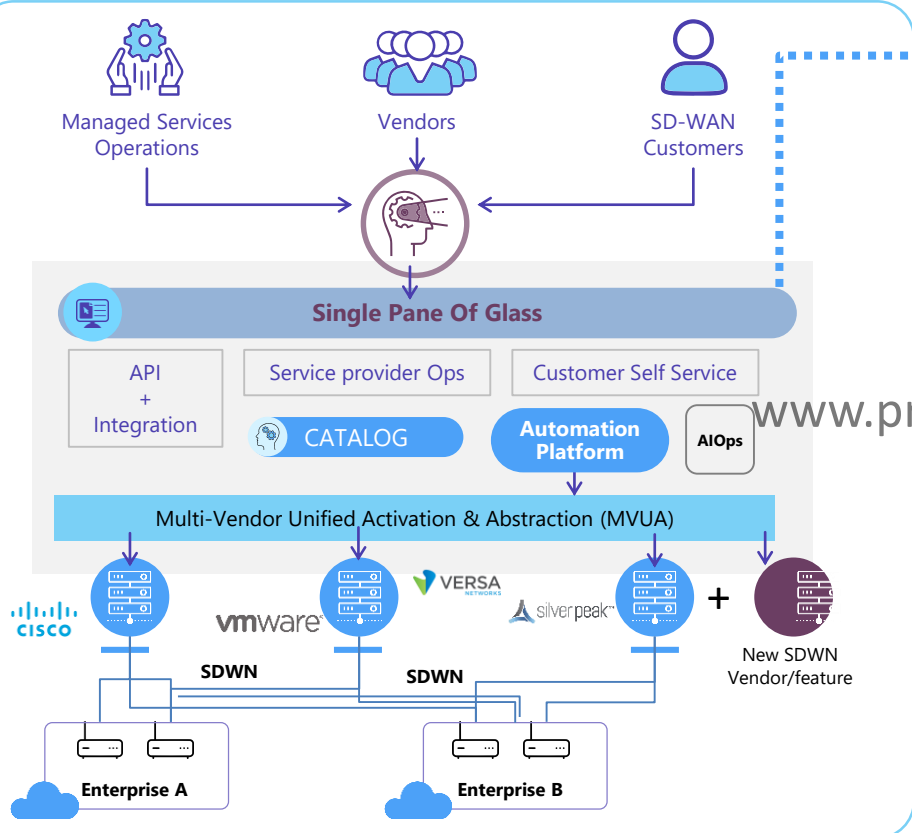 Managed Services
Operations
Vendors
SD-WAN
Customers
Single Pane Of Glass
API
+
Integration
Service provider Ops
Customer Self Service
CATALOG
Automation
Platform
AIOps
www.pr
Multi-Vendor Unified Activation & Abstraction (MVUA)
CISCO
vmware®
VERSA
NETWORKS
silverpeak™
+
New SDWN
Vendor/feature
SDWN
SDWN
Enterprise A
Enterprise B